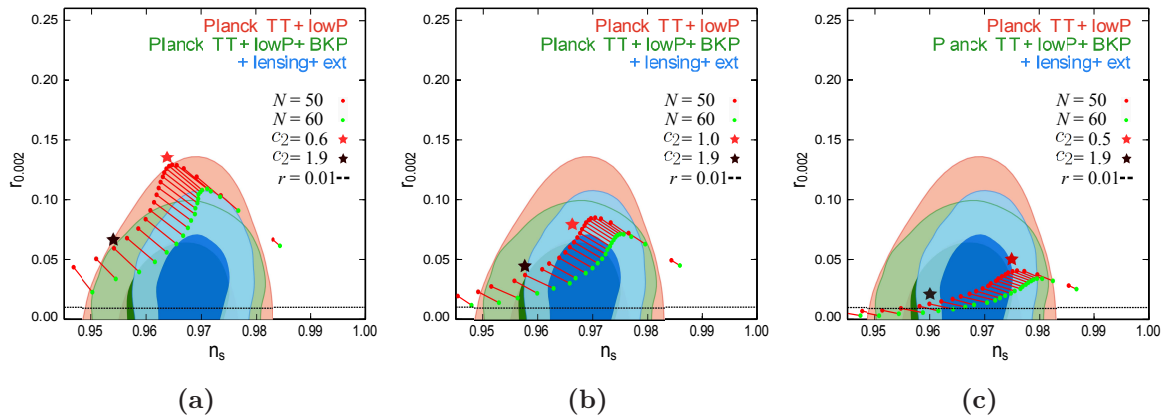 Planck TT + lowP
Planck TT + lowP + BKP
+ lensing + ext
N = 50
N = 60
c2 = 0.6
c2 = 1.9
r = 0.01
r0.002
0.25
0.20
0.15
0.10
0.05
0.00
0.95
0.96
0.97
0.98
0.99
1.00
ns
(a)
Planck TT + lowP
Planck TT + lowP + BKP
+ lensing + ext
N = 50
N = 60
c2 = 1.0
c2 = 1.9
r = 0.01
r0.002
0.25
0.20
0.15
0.10
0.05
0.00
0.95
0.96
0.97
0.98
0.99
1.00
ns
(b)
Planck TT + lowP
Planck TT + lowP + BKP
+ lensing + ext
N = 50
N = 60
c2 = 0.5
c2 = 1.9
r = 0.01
r0.002
0.25
0.20
0.15
0.10
0.05
0.00
0.95
0.96
0.97
0.98
0.99
1.00
ns
(c)